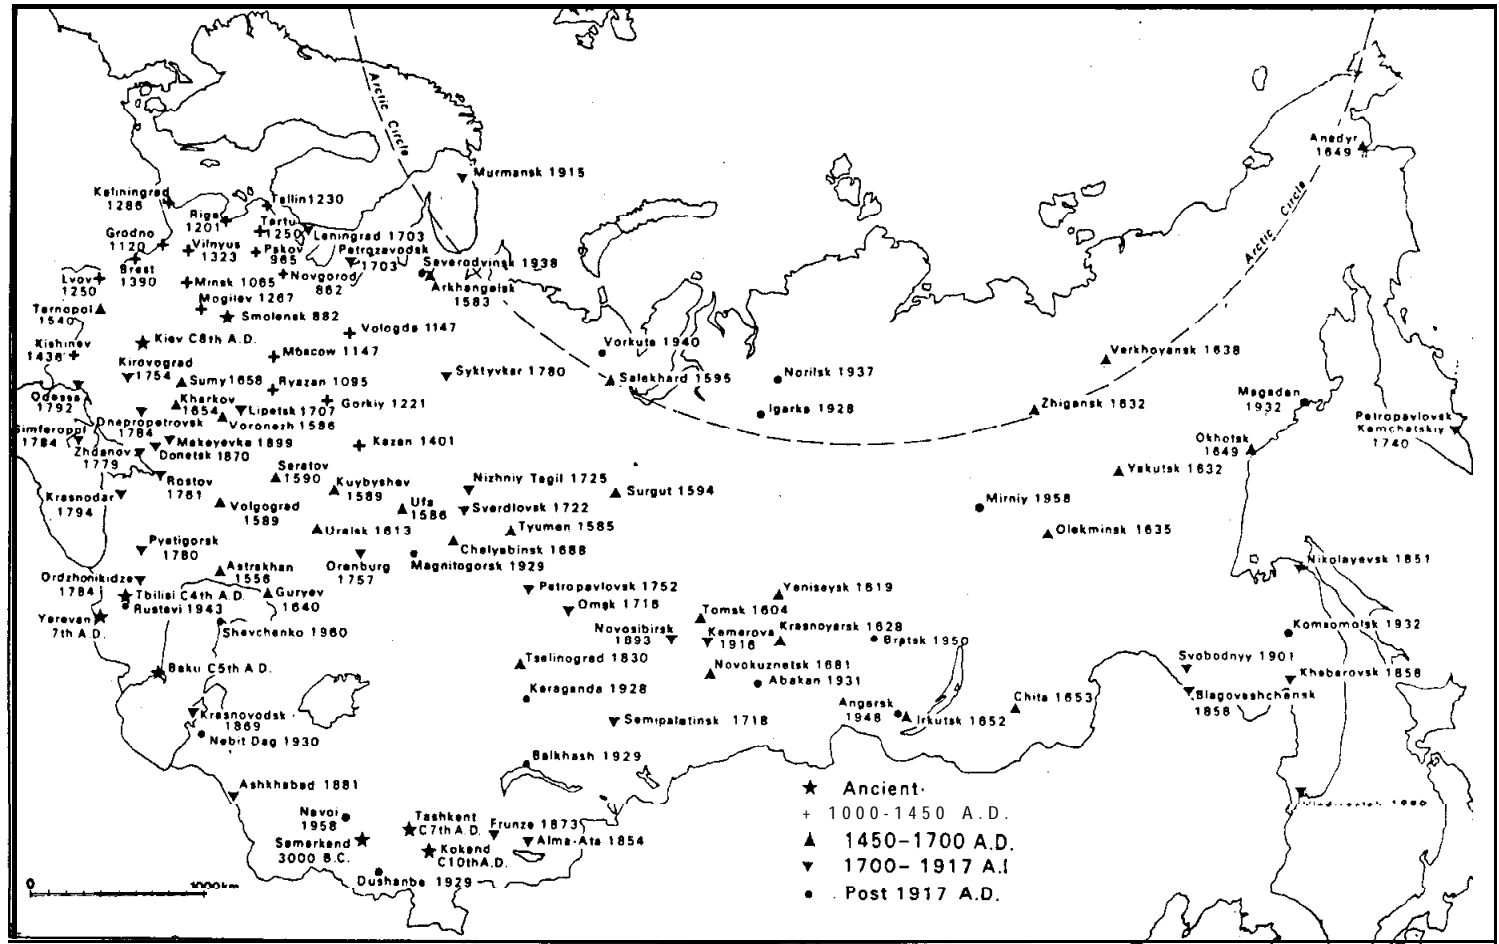 Arctic Circle
Anadyr
1649
Murmansk 1915
Kaliningrad
1286
Tallin 1230
Riga
1201
Tartu
1250
Leningrad 1703
Grodno
1120
Vilnyus
1323
Pskov
965
Petrozavodsk
1703
Severodvinsk 1938
Brest
1390
Lvov
1250
Minsk 1065
Novgorod
862
Arkhangelsk
1583
Mogilev 1267
Ternopol
1540
Smolensk 882
Kiev C8th A.D.
Vologda 1147
Kishinev
1436
Moscow 1147
Vorkuta 1940
Verkhoyansk 1638
Kirovograd
1754
Sumy 1658
Ryazan 1095
Syktyvkar 1780
Salekhard 1595
Norilsk 1937
Odessa
1792
Kharkov
1654
Lipetsk 1707
Gorkiy 1221
Igarka 1928
Zhigansk 1632
Magadan
1932
Petropavlovsk
Kamchatskiy
1740
Voronezh 1586
Dnepropetrovsk
1784
Simferopol
1784
Makeyevka 1899
Kazan 1401
Okhotsk
1649
Zhdanov
1779
Donetsk 1870
Saratov
1590
Yakutsk 1632
Rostov
1761
Kuybyshev
1589
Nizhniy Tagil 1725
Surgut 1594
Krasnodar
1794
Volgograd
1589
Ufa
1586
Sverdlovsk 1722
Mirniy 1958
Uralsk 1613
Tyumen 1585
Olekminsk 1635
Pyatigorsk
1780
Chelyabinsk 1688
Orenburg
1757
Magnitogorsk 1929
Nikolayevsk 1851
Astrakhan
1556
Ordzhonikidze
1784
Tbilisi C4th A.D.
Guryev
1640
Petropavlovsk 1752
Yeniseysk 1619
Rustavi 1943
Omsk 1716
Tomsk 1604
Yerevan
7th A.D.
Shevchenko 1960
Novosibirsk
1893
Kemerova
1916
Krasnoyarsk 1628
Bratsk 1950
Komsomolsk 1932
Baku C5th A.D.
Tselinograd 1830
Novokuznetsk 1681
Svobodnyy 1901
Khabarovsk 1858
Karaganda 1928
Abakan 1931
Blagoveshchensk
1856
Krasnovodsk
1869
Semipalatinsk 1718
Angarsk
1948
Irkutsk 1652
Chita 1653
Nebit Dag 1930
Balkhash 1929
Ashkhabad 1881
Navoi
1958
Tashkent
C7th A.D.
Frunze 1873
Samarkand
3000 B.C.
Kokand
C10th A.D.
Alma-Ata 1854
Dushanbe 1929
0 1000km
Arctic Circle
Ancient
1000-1450 A.D.
1450-1700 A.D.
1700-1917 A.
Post 1917 A.D.